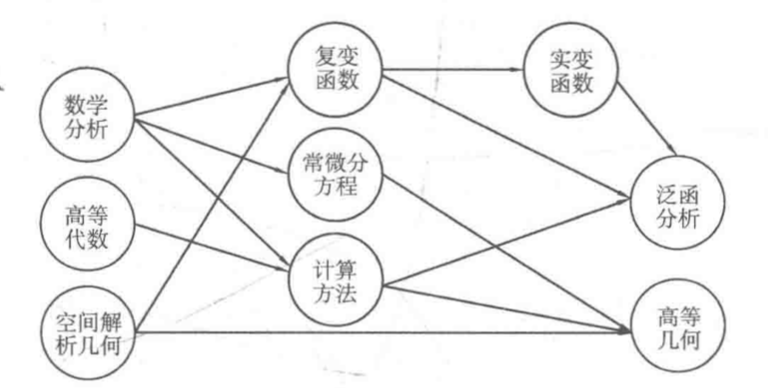 复变
函数
实变
函数
数学
分析
常微分
方程
泛函
分析
高等
代数
计算
方法
空间解
析几何
高等
几何